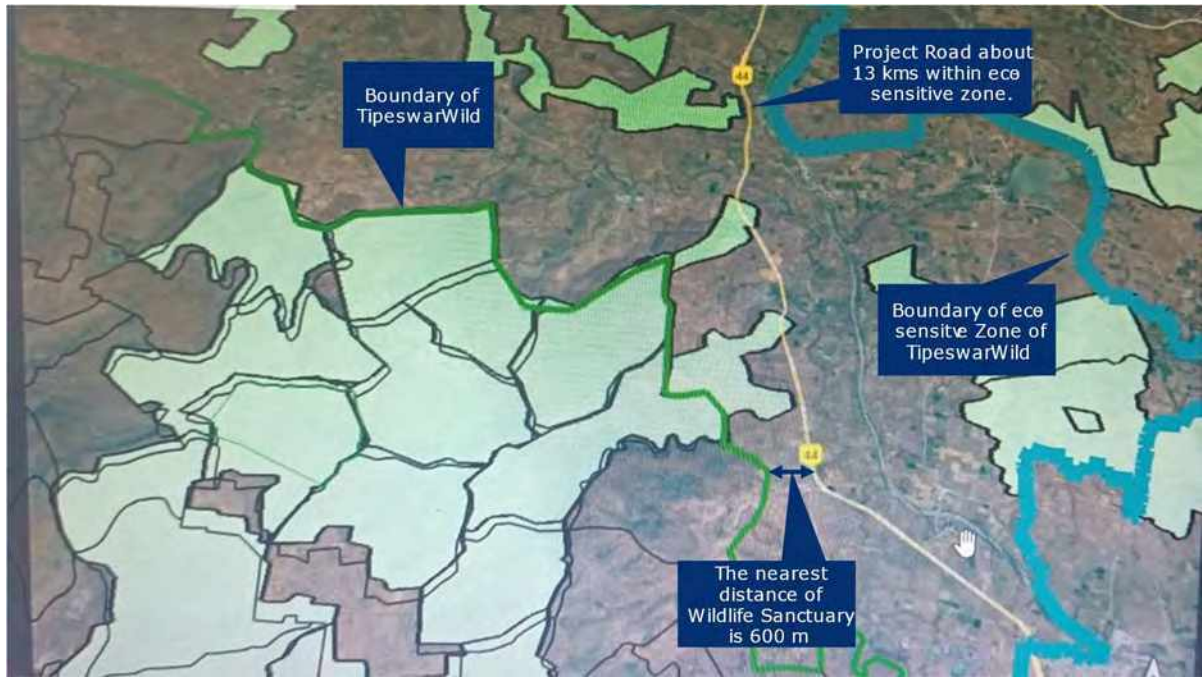 44
Project Road about
13 kms within eco
sensitive zone.
Boundary of
TipeswarWild
Boundary of eco
sensitive Zone of
TipeswarWild
44
The nearest
distance of
Wildlife Sanctuary
is 600 m